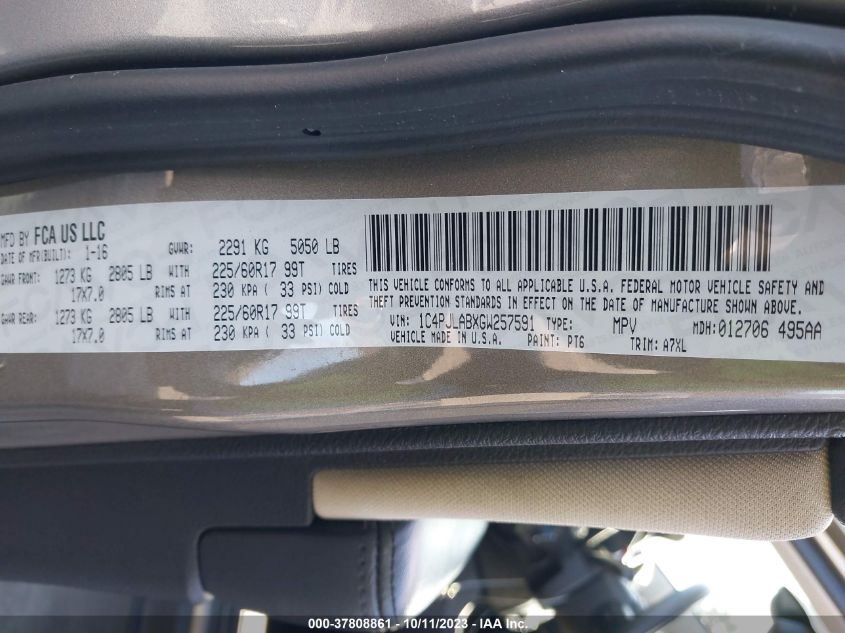 MFD BY FCA US LLC
DATE OF MFR(BUILT): 1-16 GVWR: 2291 KG 5050 LB
GAWR FRONT: 1273 KG 2805 LB WITH 225/60R17 99T TIRES
17X7.0 RIMS AT 230 KPA ( 33 PSI) COLD
GAWR REAR: 1273 KG 2805 LB WITH 225/60R17 99T TIRES
17X7.0 RIMS AT 230 KPA ( 33 PSI) COLD
THIS VEHICLE CONFORMS TO ALL APPLICABLE U.S.A. FEDERAL MOTOR VEHICLE SAFETY AND
THEFT PREVENTION STANDARDS IN EFFECT ON THE DATE OF MANUFACTURE SHOWN ABOVE.
VIN: 1C4PJLABXGW257591 TYPE: MPV MDH:012706 495AA
VEHICLE MADE IN U.S.A. PAINT: PT6 TRIM: A7XL
000-37808861 - 10/11/2023 - IAA Inc.